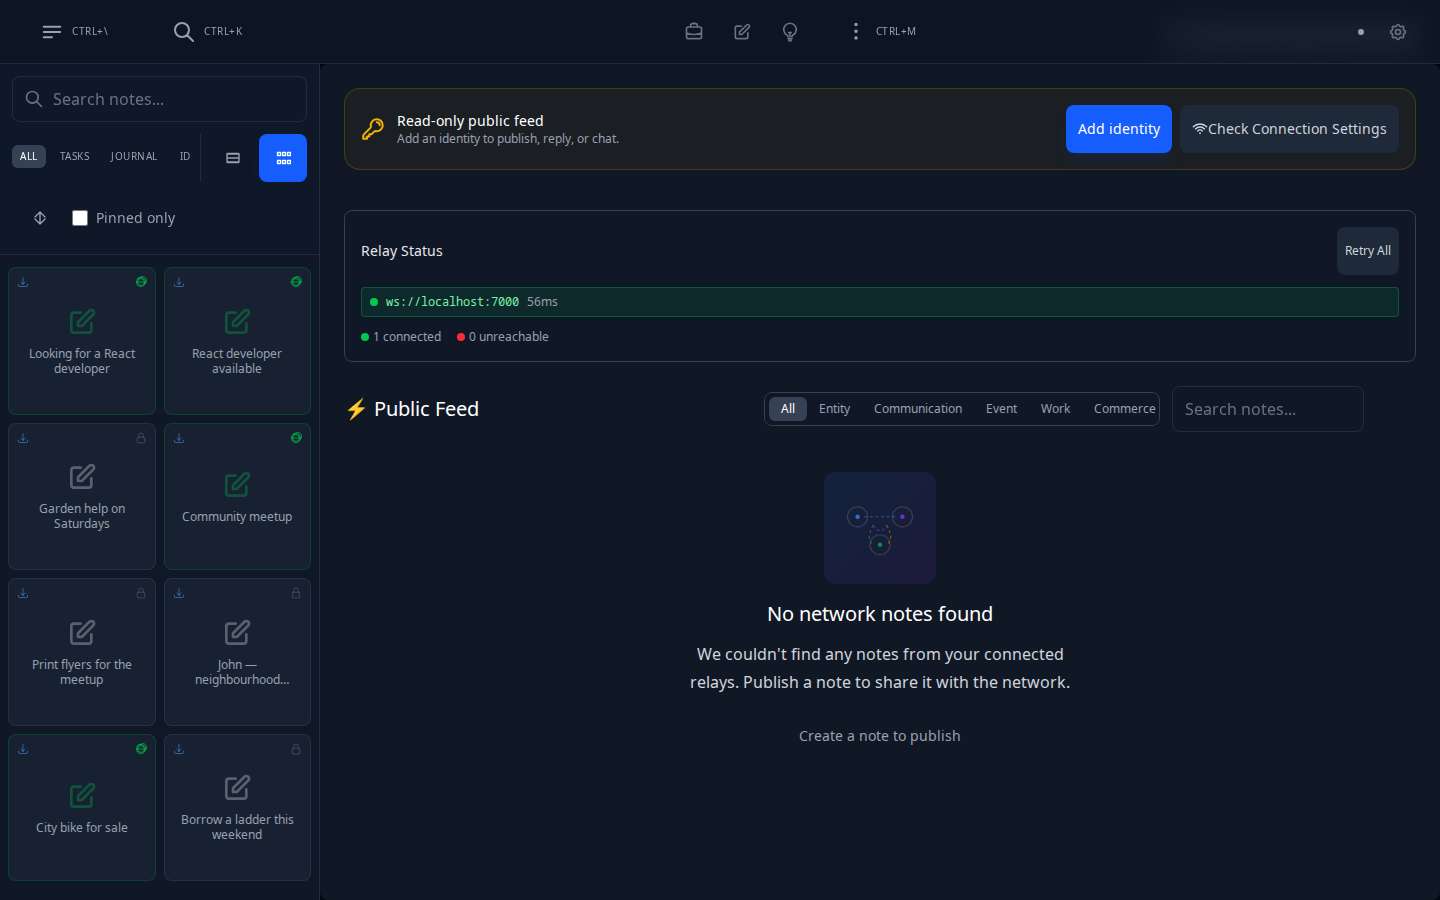 CTRL+\
CTRL+K
CTRL+M
Search notes...
ALL
TASKS
JOURNAL
ID
Pinned only
Looking for a React
developer
React developer
available
Garden help on
Saturdays
Community meetup
Print flyers for the
meetup
John —
neighbourhood...
City bike for sale
Borrow a ladder this
weekend
Read-only public feed
Add an identity to publish, reply, or chat.
Add identity
Check Connection Settings
Relay Status
Retry All
ws://localhost:7000 56ms
1 connected
0 unreachable
⚡ Public Feed
All
Entity
Communication
Event
Work
Commerce
Search notes...
No network notes found
We couldn't find any notes from your connected
relays. Publish a note to share it with the network.
Create a note to publish